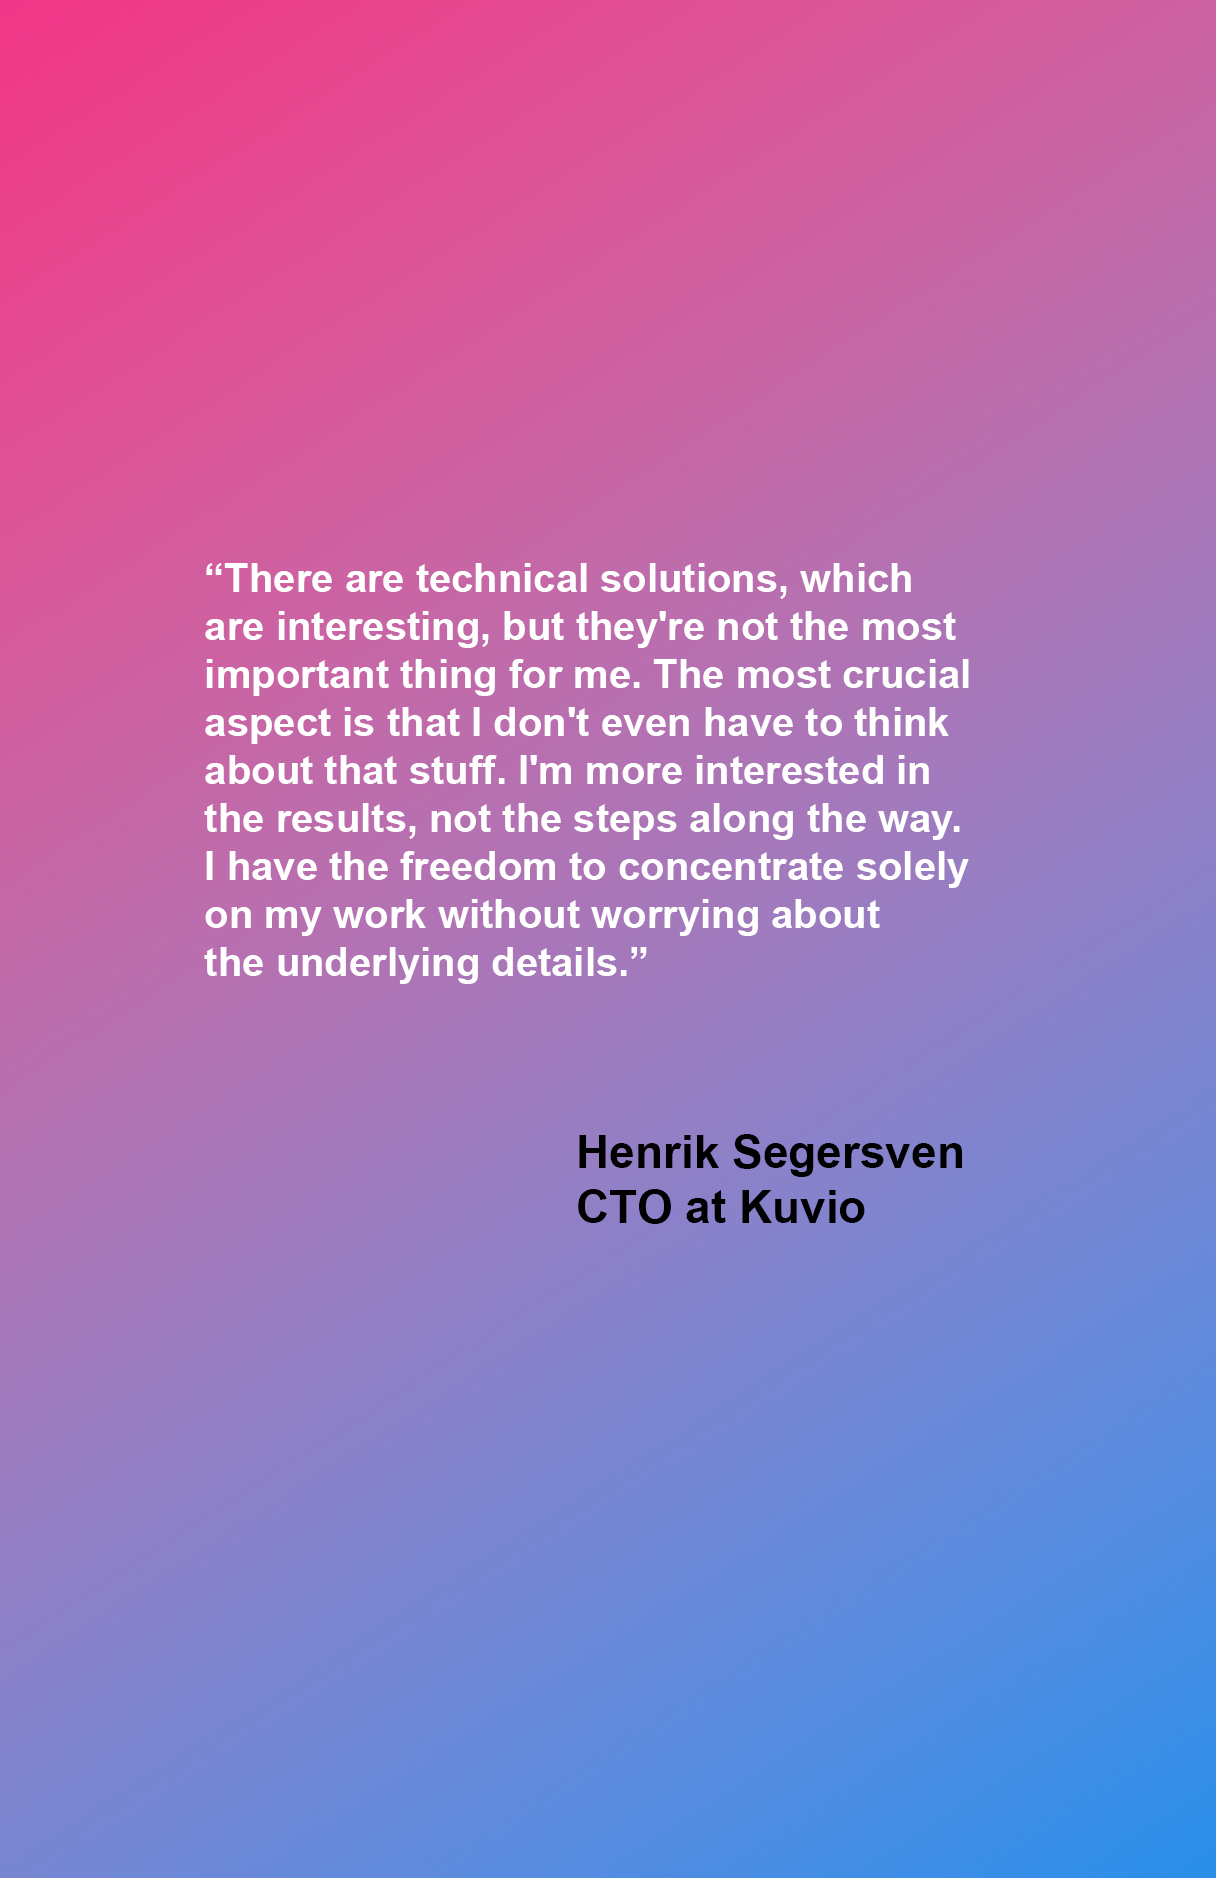 “There are technical solutions, which
are interesting, but they're not the most
important thing for me. The most crucial
aspect is that I don't even have to think
about that stuff. I'm more interested in
the results, not the steps along the way.
I have the freedom to concentrate solely
on my work without worrying about
the underlying details.”
Henrik Segersven
CTO at Kuvio